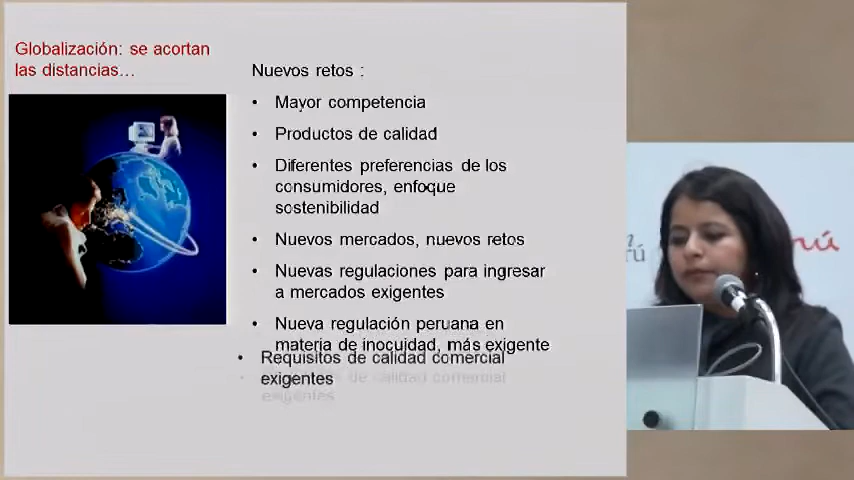 Globalización: se acortan
las distancias...
Nuevos retos :
• Mayor competencia
• Productos de calidad
• Diferentes preferencias de los
consumidores, enfoque
sostenibilidad
• Nuevos mercados, nuevos retos
• Nuevas regulaciones para ingresar
a mercados exigentes
• Nueva regulación peruana en
materia de inocuidad, más exigente
• Requisitos de calidad comercial
exigentes